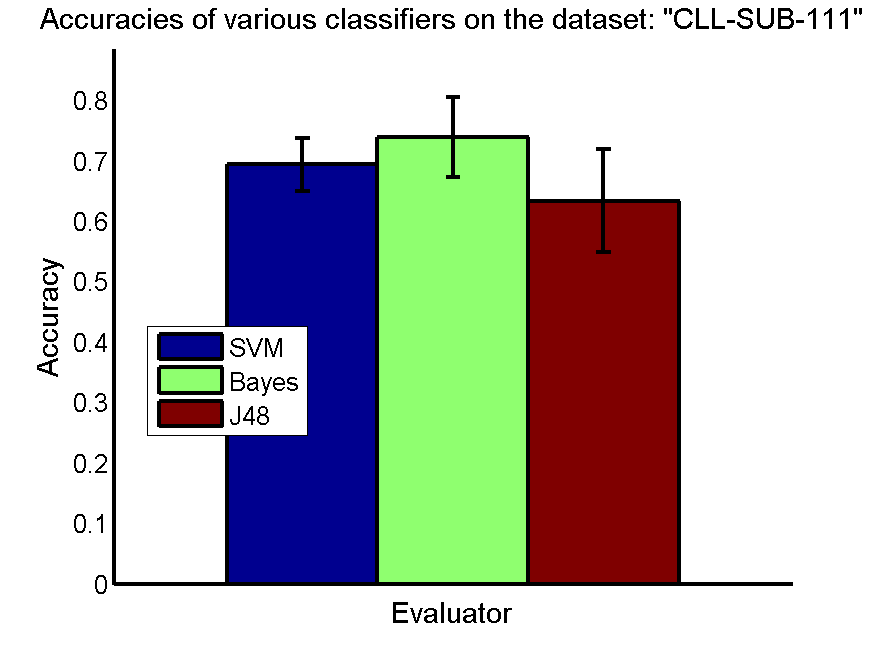 Accuracies of various classifiers on the dataset: "CLL-SUB-111"
0.8
0.7
0.6
0.5
0.4
0.3
0.2
0.1
0
Accuracy
SVM
Bayes
J48
Evaluator